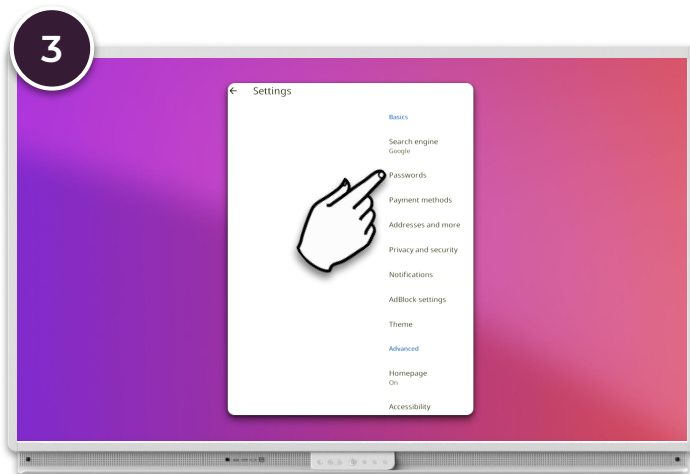 3
← Settings
Basics
Search engine
Google
Passwords
Payment methods
Addresses and more
Privacy and security
Notifications
AdBlock settings
Theme
Advanced
Homepage
On
Accessibility